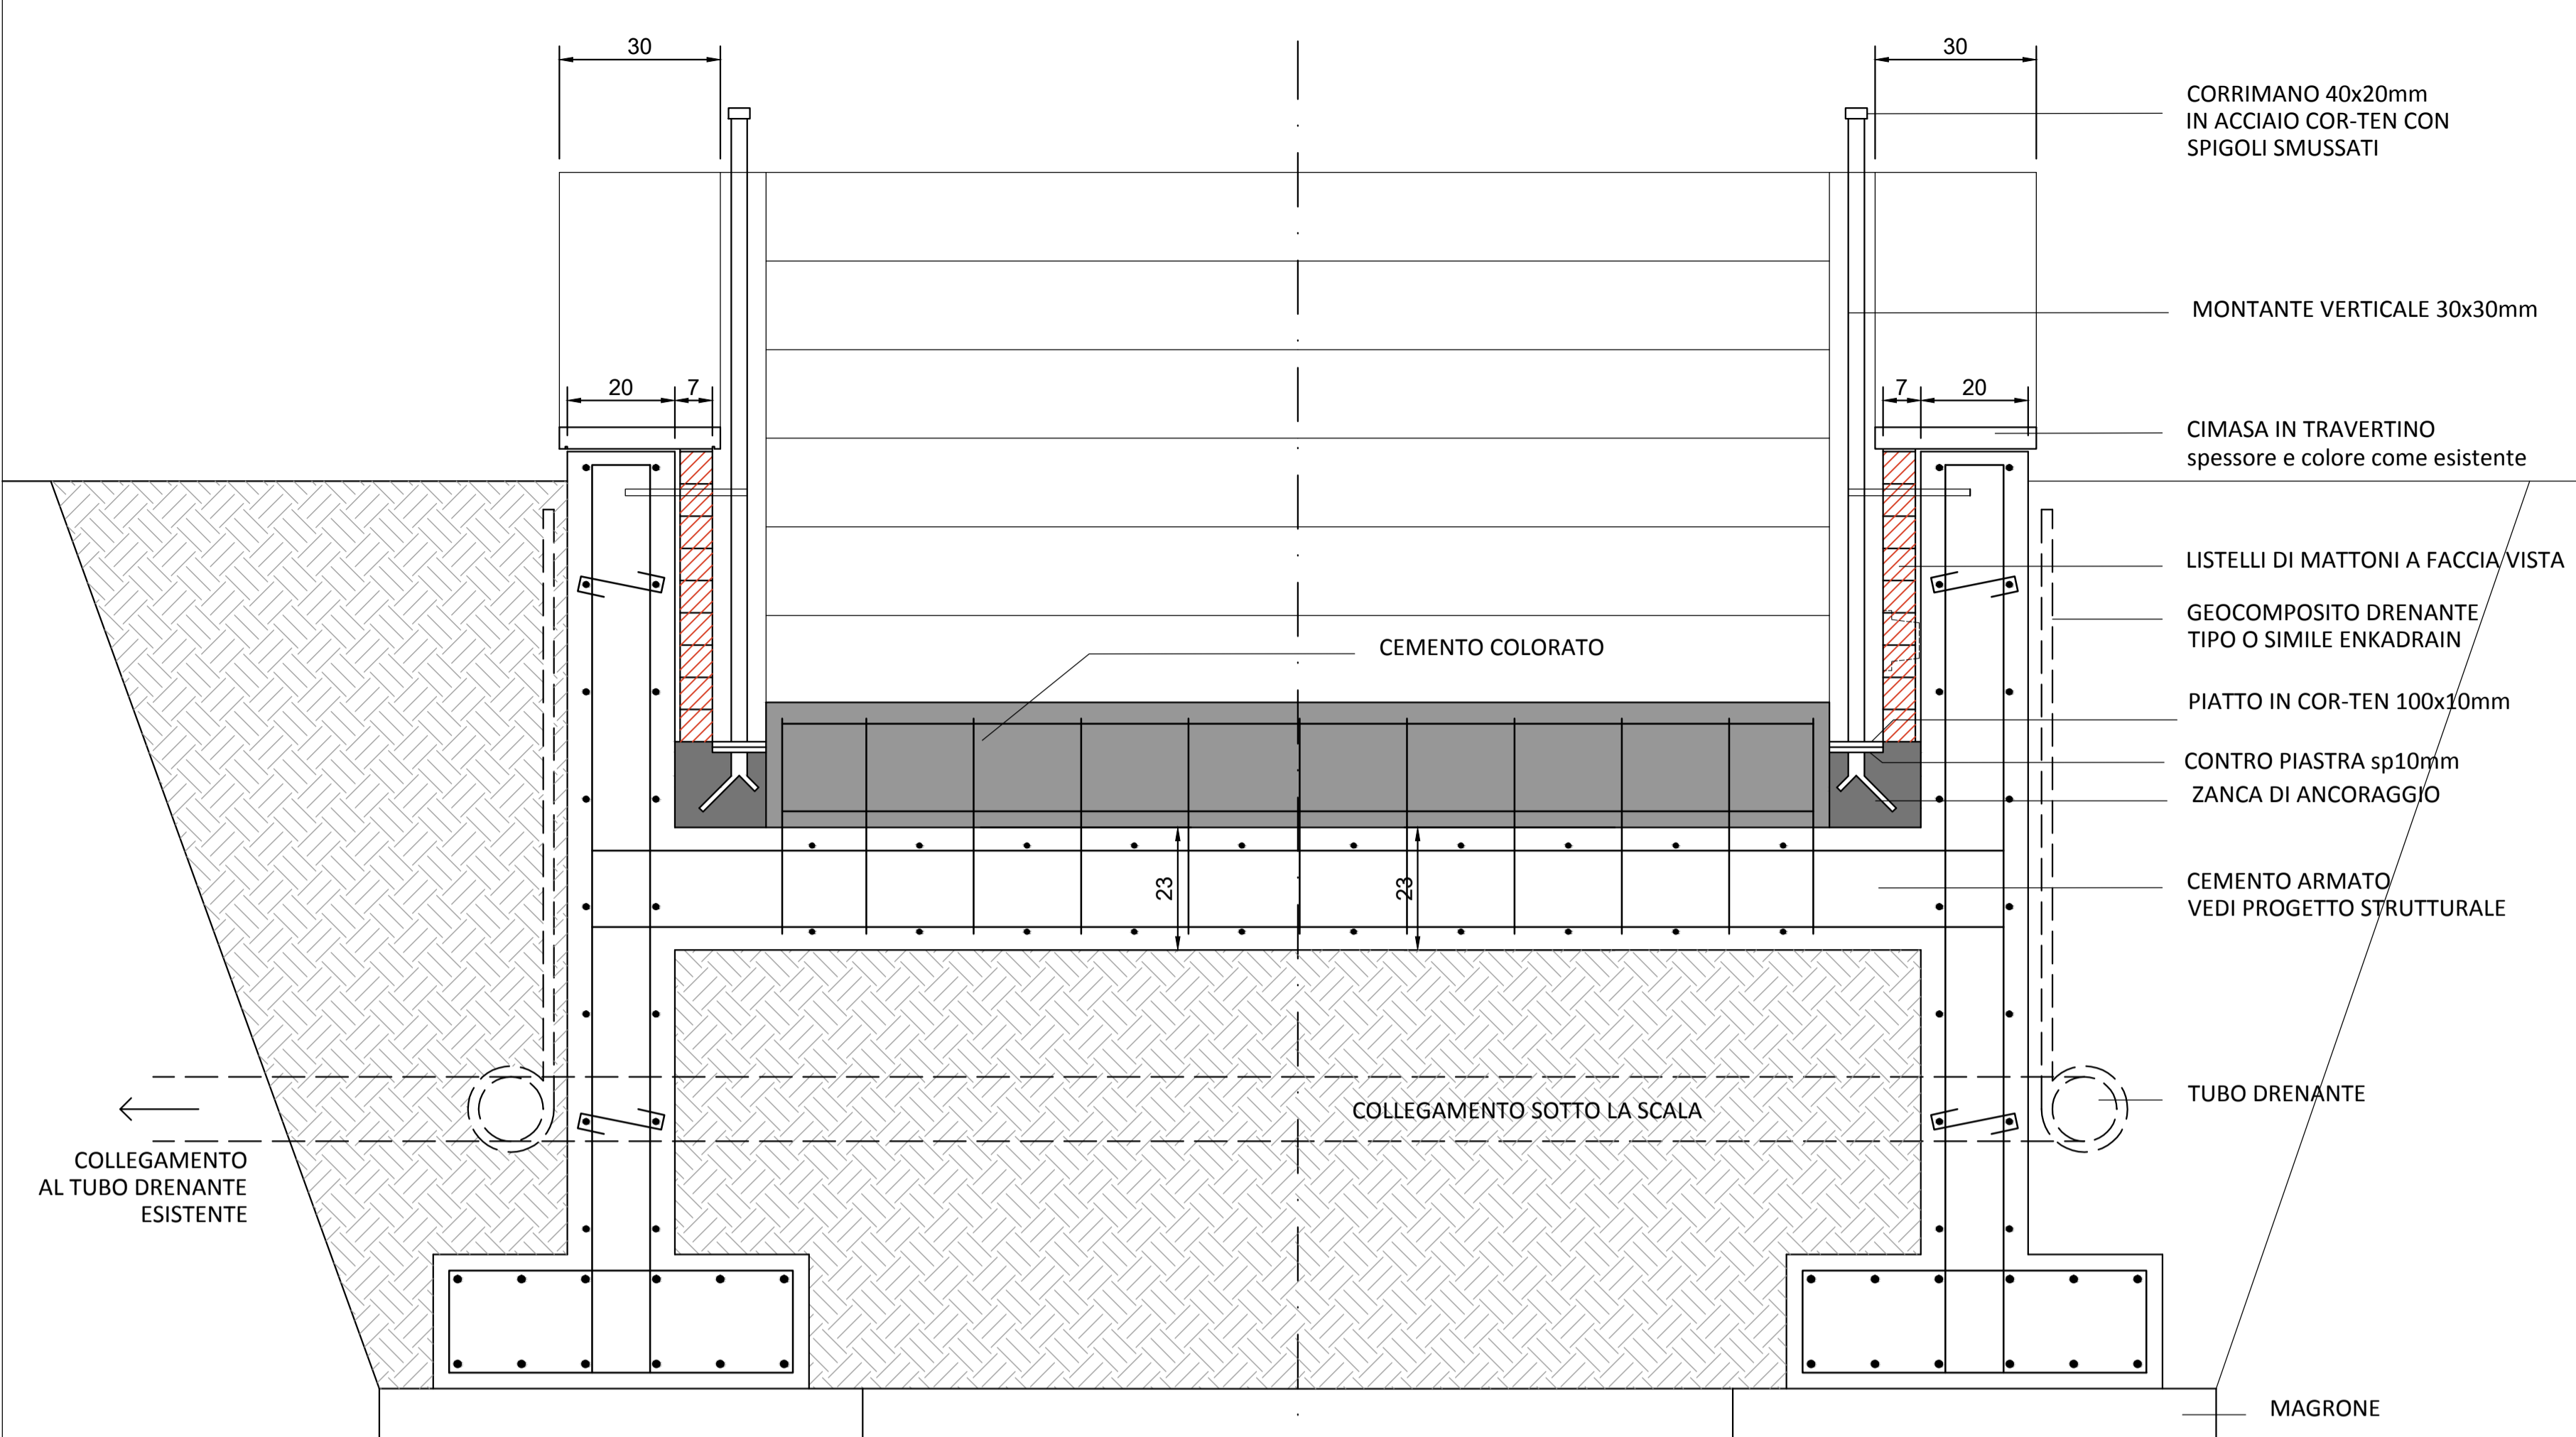 30
30
CORRIMANO 40x20mm
IN ACCIAIO COR-TEN CON
SPIGOLI SMUSSATI
MONTANTE VERTICALE 30x30mm
20
7
7
20
CIMASA IN TRAVERTINO
spessore e colore come esistente
LISTELLI DI MATTONI A FACCIA VISTA
GEOCOMPOSITO DRENANTE
TIPO O SIMILE ENKADRAIN
CEMENTO COLORATO
PIATTO IN COR-TEN 100x10mm
CONTRO PIASTRA sp10mm
ZANCA DI ANCORAGGIO
23
23
CEMENTO ARMATO
VEDI PROGETTO STRUTTURALE
TUBO DRENANTE
COLLEGAMENTO SOTTO LA SCALA
COLLEGAMENTO
AL TUBO DRENANTE
ESISTENTE
MAGRONE